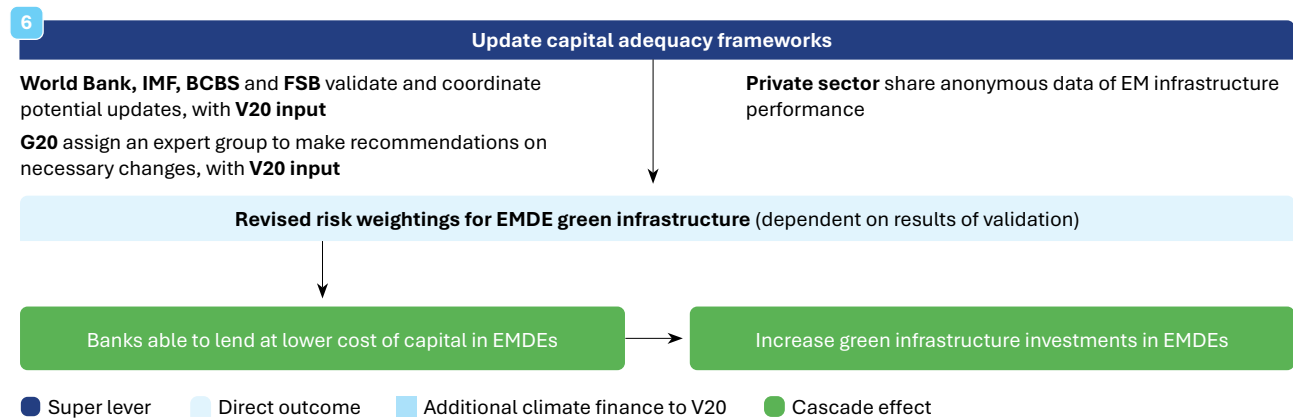 6
Update capital adequacy frameworks
World Bank, IMF, BCBS and FSB validate and coordinate
potential updates, with V20 input
G20 assign an expert group to make recommendations on
necessary changes, with V20 input
Private sector share anonymous data of EM infrastructure
performance
Revised risk weightings for EMDE green infrastructure (dependent on results of validation)
Banks able to lend at lower cost of capital in EMDEs
Increase green infrastructure investments in EMDEs
Super lever
Direct outcome
Additional climate finance to V20
Cascade effect